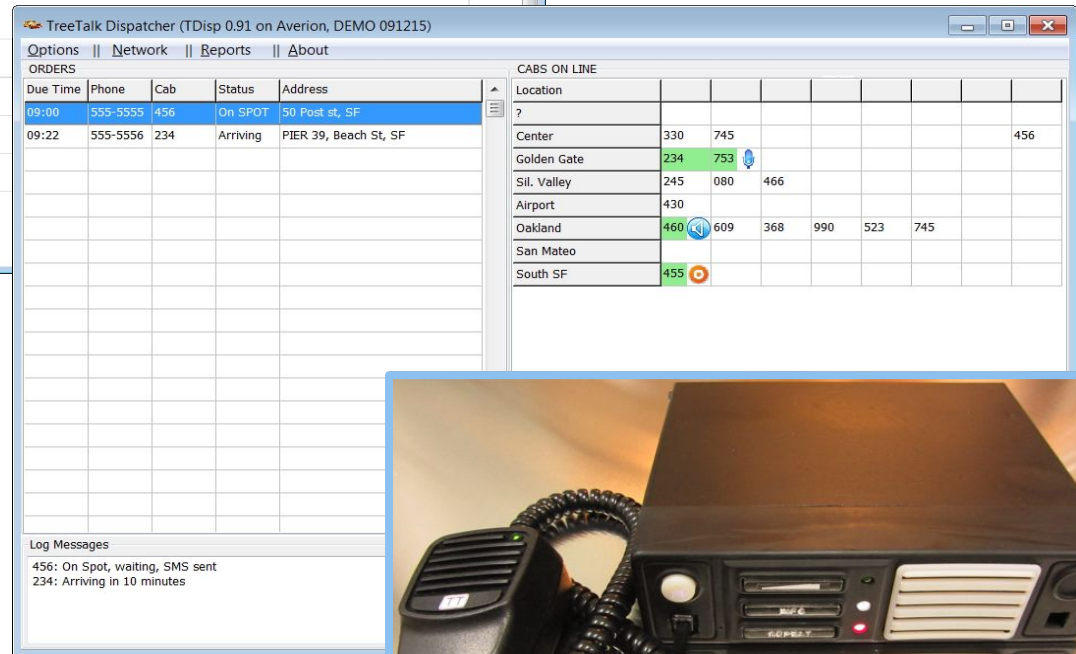 TreeTalk Dispatcher (TDisp 0.91 on Averion, DEMO 091215)
Options || Network || Reports || About
ORDERS
Due Time Phone Cab Status Address
09:00 555-5555 456 On SPOT 50 Post st, SF
09:22 555-5556 234 Arriving PIER 39, Beach St, SF
CABS ON LINE
Location
?
Center 330 745 456
Golden Gate 234 753
Sil. Valley 245 080 466
Airport 430
Oakland 460 609 368 990 523 745
San Mateo
South SF 455
Log Messages
456: On Spot, waiting, SMS sent
234: Arriving in 10 minutes
TT
REPEAT